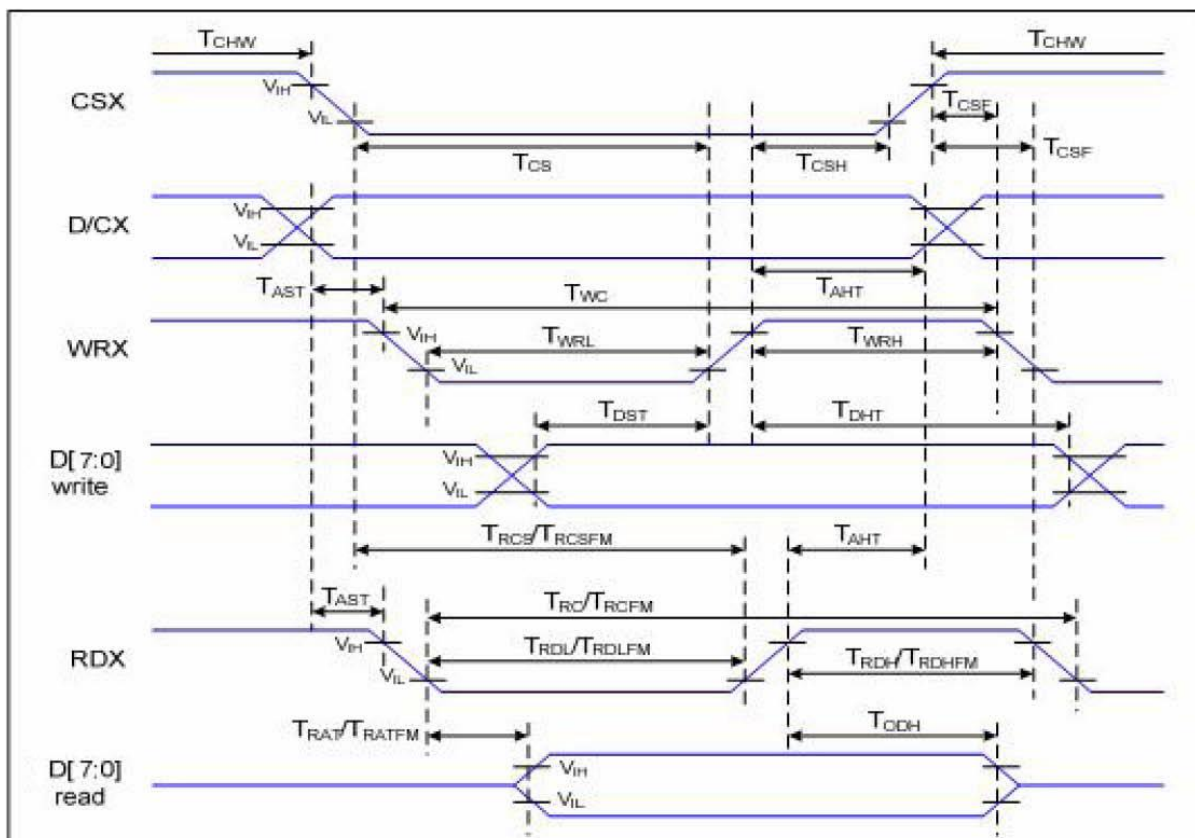 TCHW TCHW
CSX VIH
VIL
TCSF
TCS TCSH TCSF
D/CX VIH
VIL
TAST TWC TAHT
WRX VIH TWRL TWRH
VIL
TDST TDHT
D[7:0] VIH
write VIL
TRCS/TRCSFM TAHT
TAST TRC/TRCFM
RDX VIH TRDL/TRDLFM TRDH/TRDHFM
VIL
TRAT/TRATFM TODH
D[7:0] VIH
read VIL